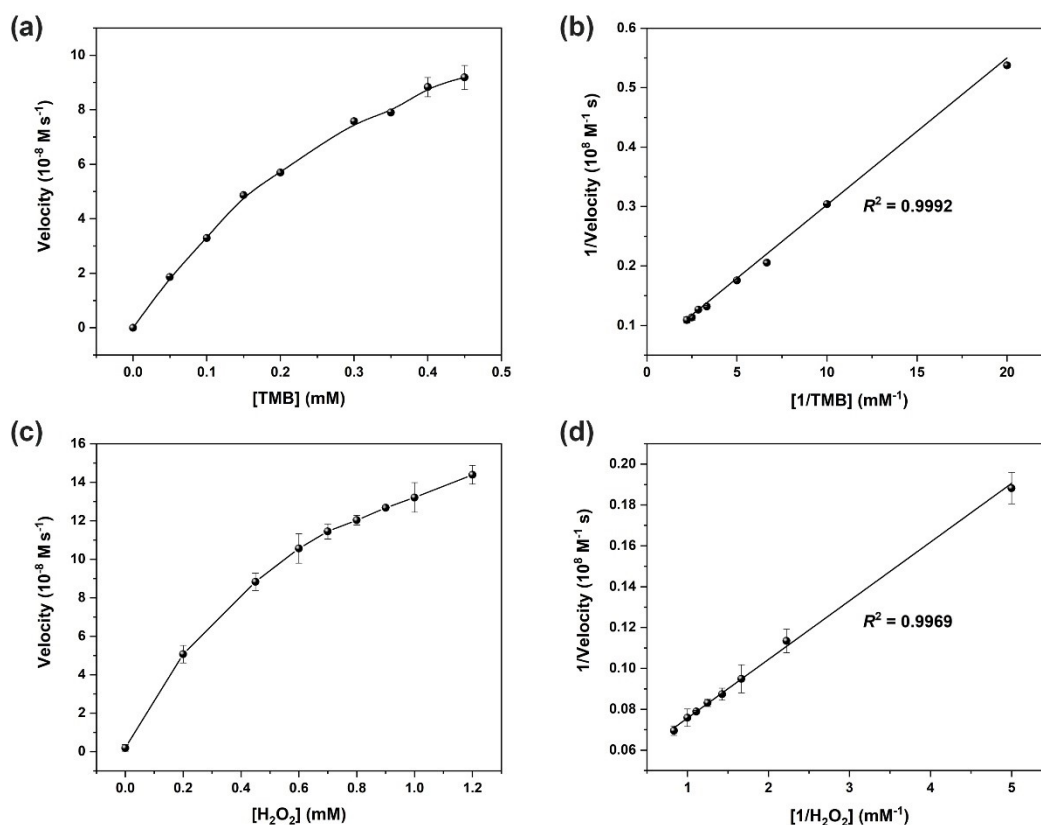 (a)
10
8
6
4
2
0
Velocity (10⁻⁸ M s⁻¹)
0.0 0.1 0.2 0.3 0.4 0.5
[TMB] (mM)
(b)
0.6
0.5
0.4
0.3
0.2
0.1
1/Velocity (10⁸ M⁻¹ s)
R² = 0.9992
0 5 10 15 20
[1/TMB] (mM⁻¹)
(c)
16
14
12
10
8
6
4
2
0
Velocity (10⁻⁸ M s⁻¹)
0.0 0.2 0.4 0.6 0.8 1.0 1.2
[H₂O₂] (mM)
(d)
0.20
0.18
0.16
0.14
0.12
0.10
0.08
0.06
1/Velocity (10⁸ M⁻¹ s)
R² = 0.9969
1 2 3 4 5
[1/H₂O₂] (mM⁻¹)